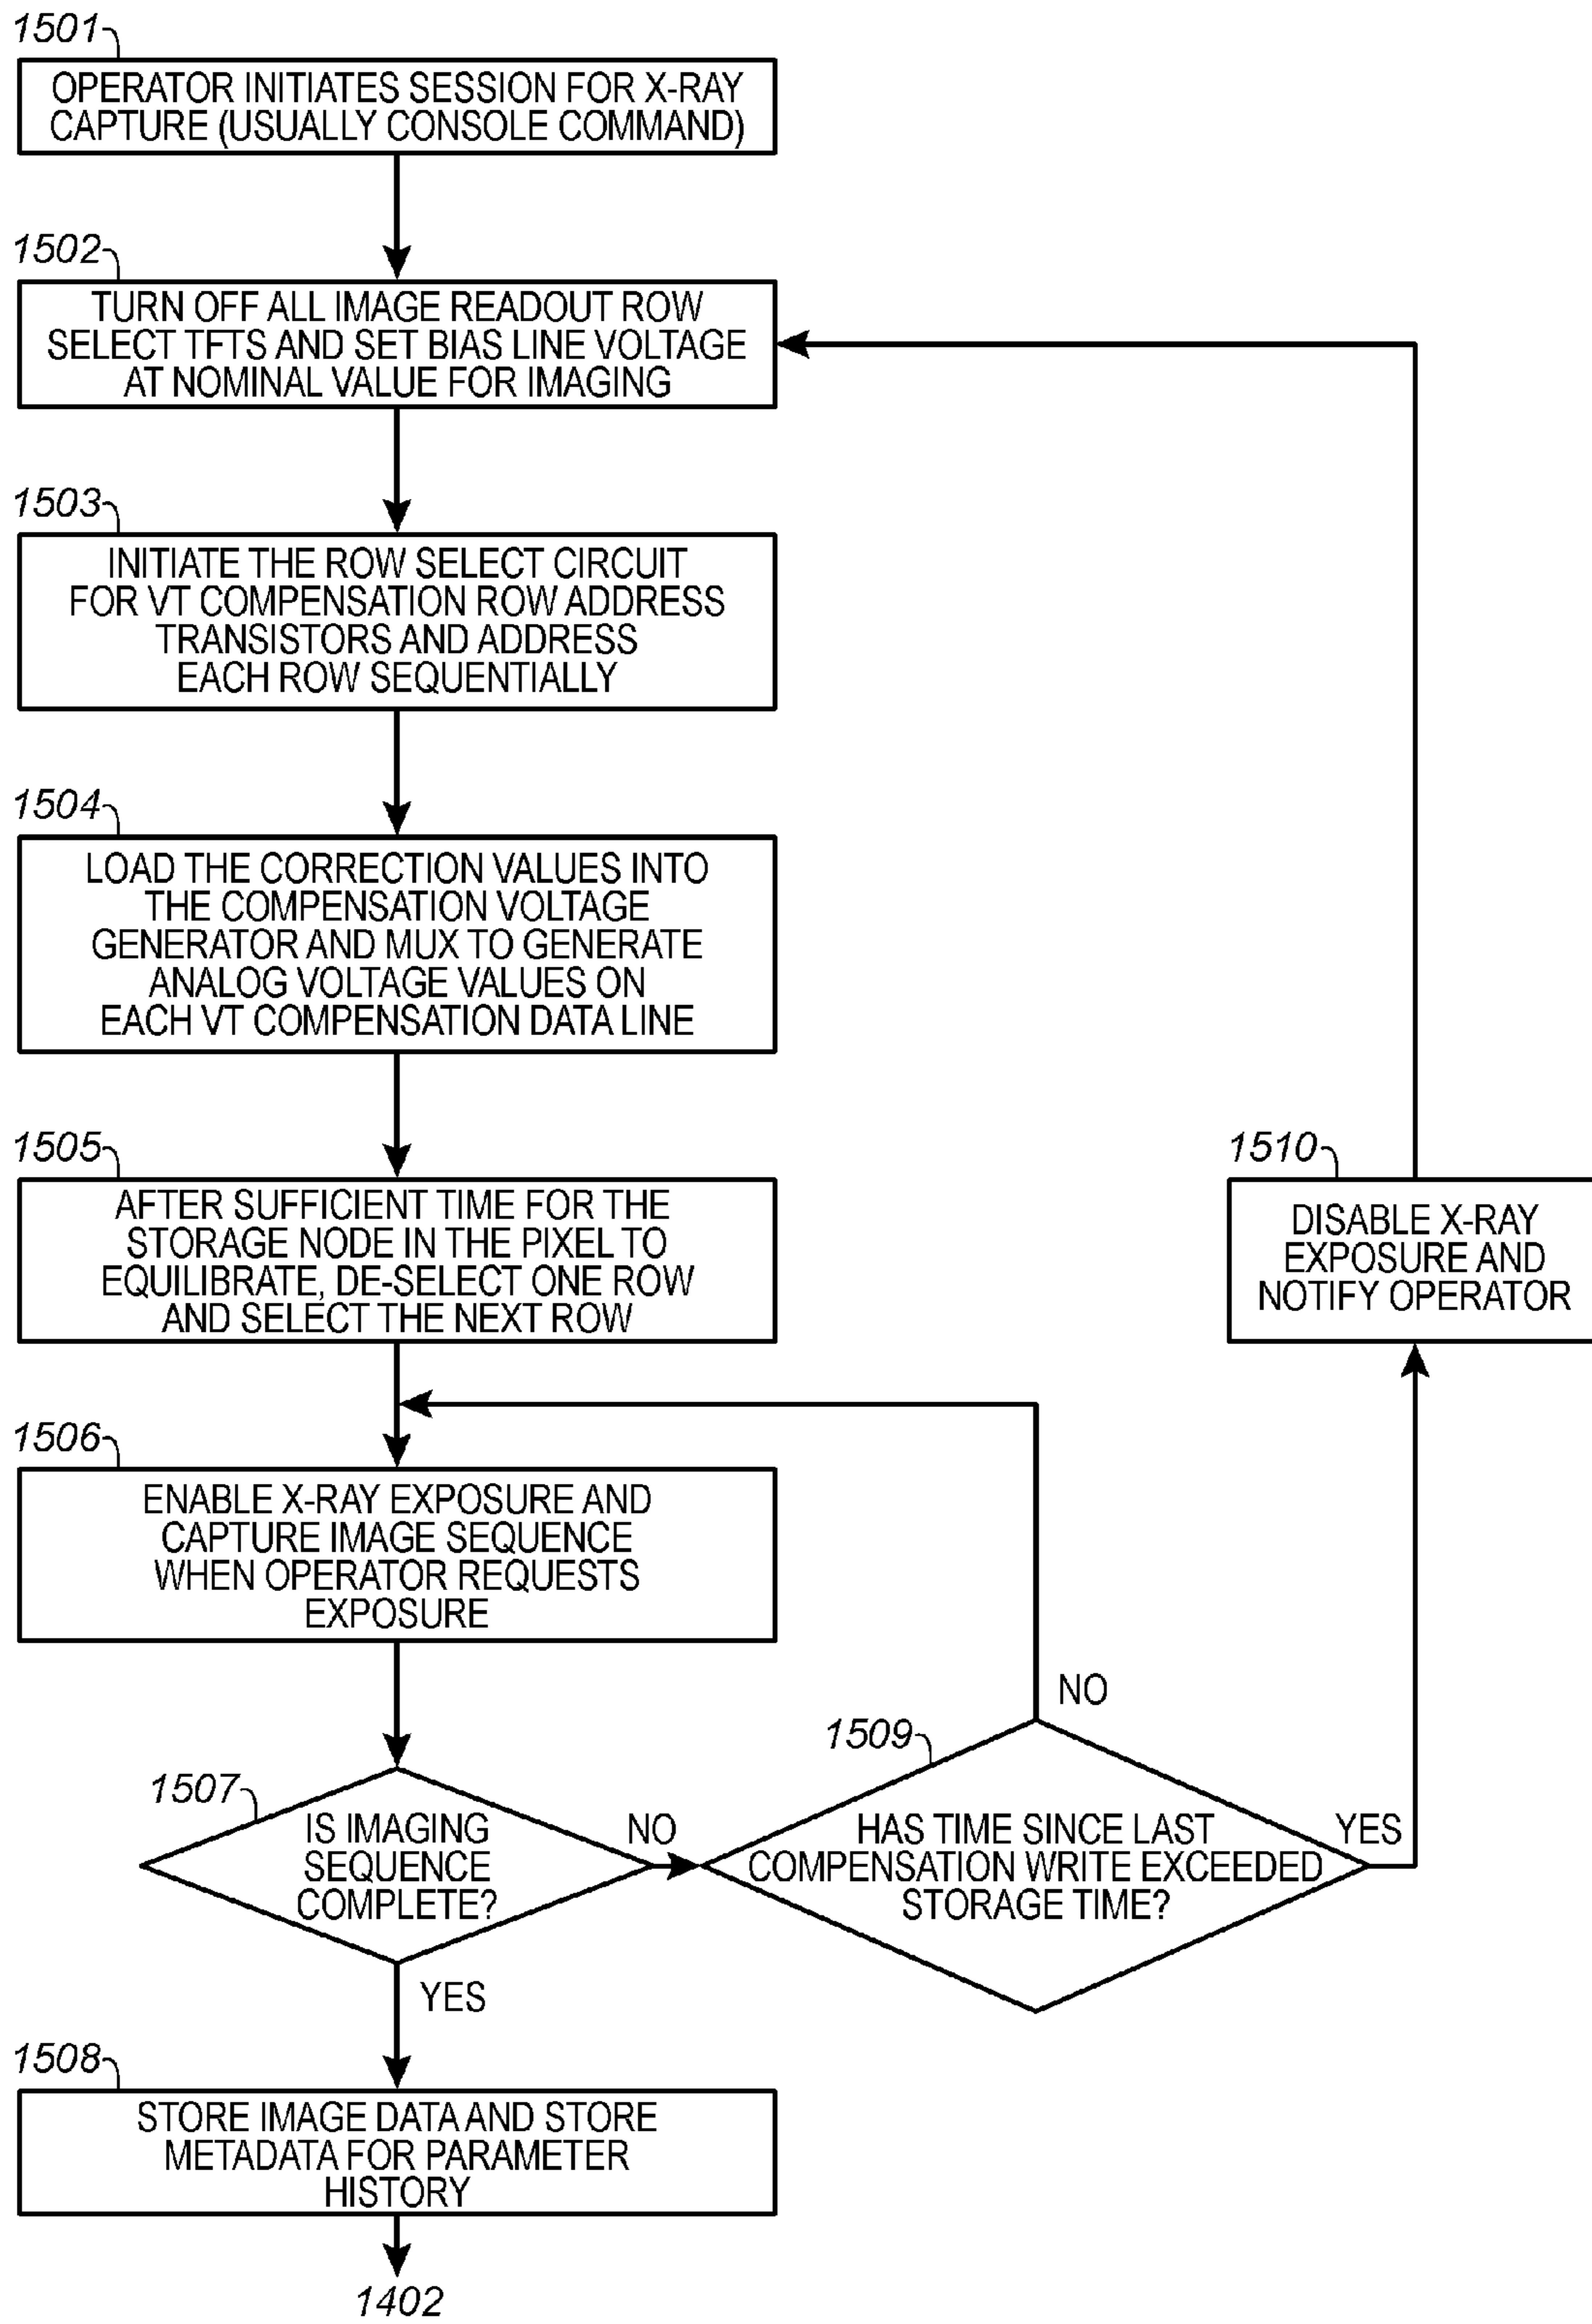 1501
OPERATOR INITIATES SESSION FOR X-RAY
CAPTURE (USUALLY CONSOLE COMMAND)
1502
TURN OFF ALL IMAGE READOUT ROW
SELECT TFTS AND SET BIAS LINE VOLTAGE
AT NOMINAL VALUE FOR IMAGING
1503
INITIATE THE ROW SELECT CIRCUIT
FOR VT COMPENSATION ROW ADDRESS
TRANSISTORS AND ADDRESS
EACH ROW SEQUENTIALLY
1504
LOAD THE CORRECTION VALUES INTO
THE COMPENSATION VOLTAGE
GENERATOR AND MUX TO GENERATE
ANALOG VOLTAGE VALUES ON
EACH VT COMPENSATION DATA LINE
1505
AFTER SUFFICIENT TIME FOR THE
STORAGE NODE IN THE PIXEL TO
EQUILIBRATE, DE-SELECT ONE ROW
AND SELECT THE NEXT ROW
1510
DISABLE X-RAY
EXPOSURE AND
NOTIFY OPERATOR
1506
ENABLE X-RAY EXPOSURE AND
CAPTURE IMAGE SEQUENCE
WHEN OPERATOR REQUESTS
EXPOSURE
1507
IS IMAGING
SEQUENCE
COMPLETE?
NO
YES
1509
HAS TIME SINCE LAST
COMPENSATION WRITE EXCEEDED
STORAGE TIME?
NO
YES
1508
STORE IMAGE DATA AND STORE
METADATA FOR PARAMETER
HISTORY
1402